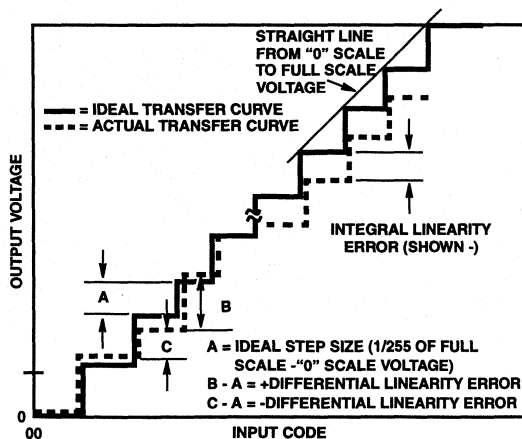 STRAIGHT LINE
FROM “0” SCALE
TO FULL SCALE
VOLTAGE
= IDEAL TRANSFER CURVE
= ACTUAL TRANSFER CURVE
OUTPUT VOLTAGE
INTEGRAL LINEARITY
ERROR (SHOWN -)
A
B
C
A = IDEAL STEP SIZE (1/255 OF FULL
SCALE -“0” SCALE VOLTAGE)
B - A = +DIFFERENTIAL LINEARITY ERROR
C - A = -DIFFERENTIAL LINEARITY ERROR
0
00
INPUT CODE